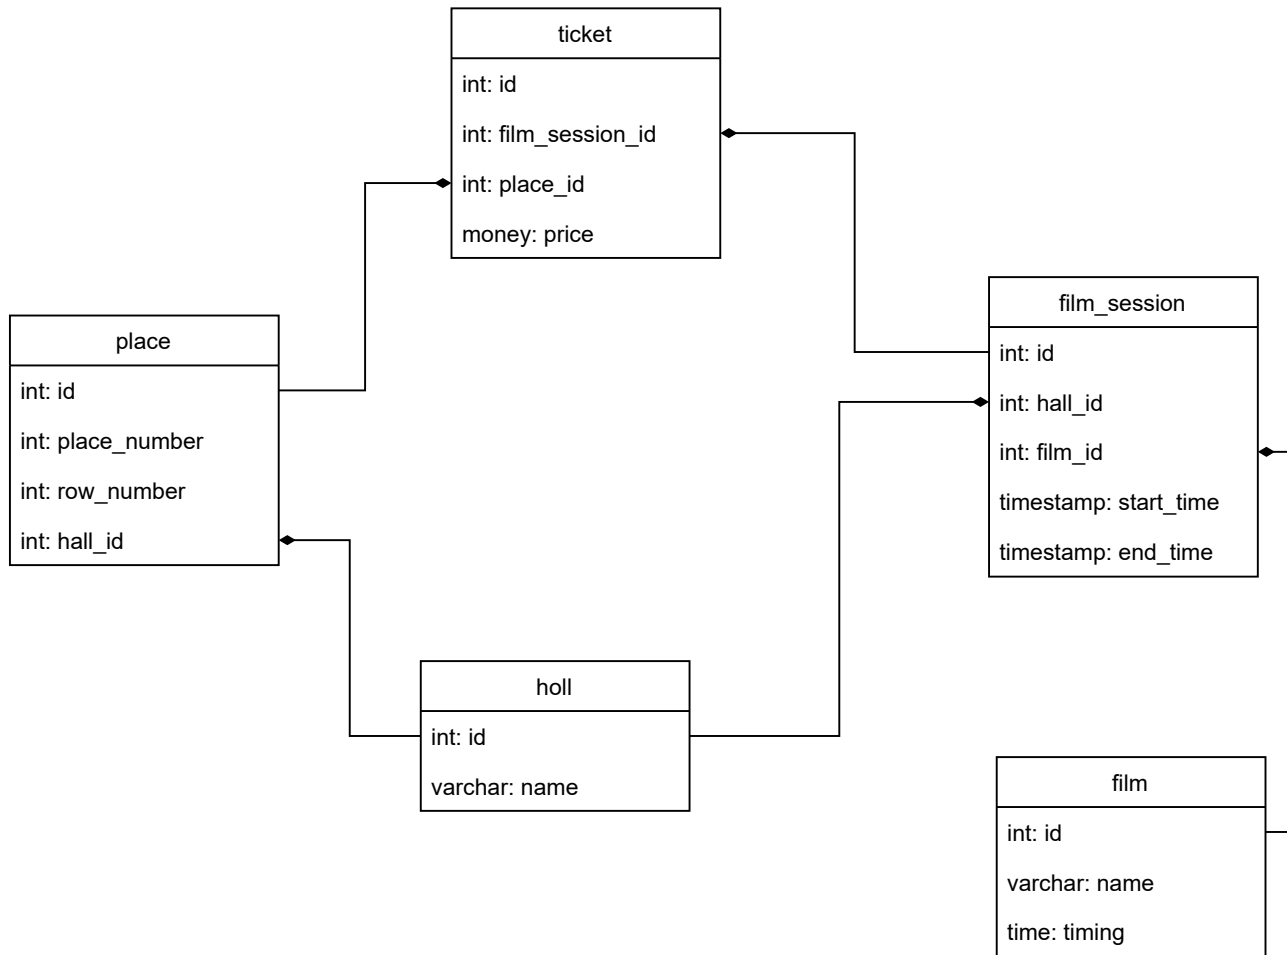 ticket
int: id
int: film_session_id
int: place_id
money: price
film_session
int: id
int: hall_id
int: film_id
timestamp: start_time
timestamp: end_time
place
int: id
int: place_number
int: row_number
int: hall_id
holl
int: id
varchar: name
film
int: id
varchar: name
time: timing